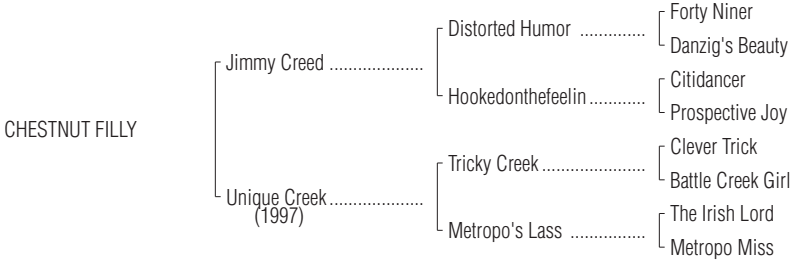 Forty Niner
Distorted Humor ..............
Danzig's Beauty
Jimmy Creed ....................
Citidancer
Hookedonthefeelin............
Prospective Joy
CHESTNUT FILLY
Clever Trick
Tricky Creek......................
Battle Creek Girl
Unique Creek....................
(1997)
The Irish Lord
Metropo's Lass ................
Metropo Miss